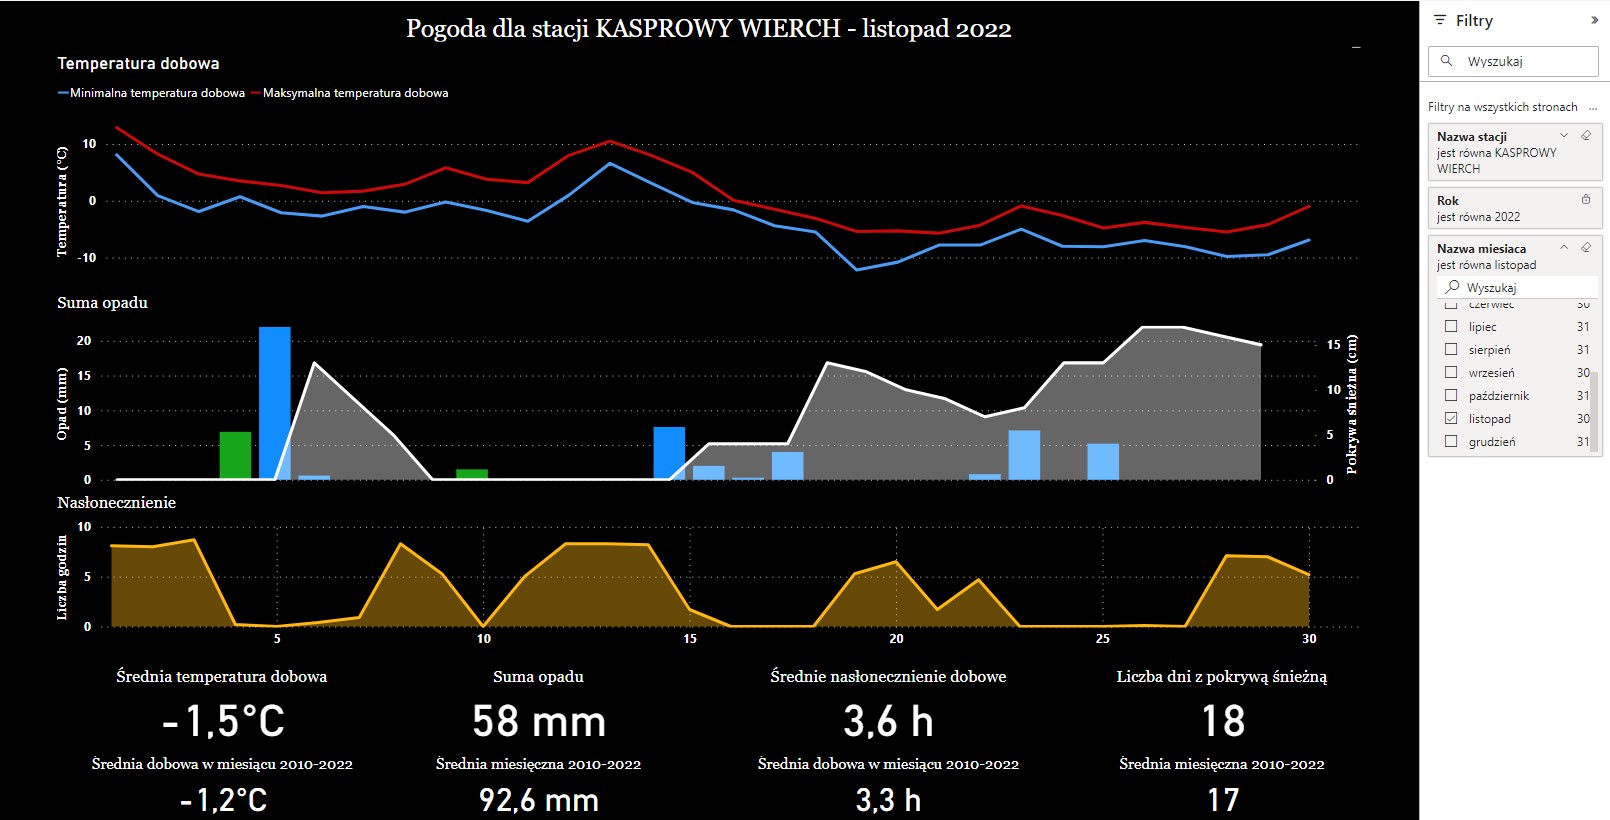 Pogoda dla stacji KASPROWY WIERCH - listopad 2022
Temperatura dobowa
Minimalna temperatura dobowa Maksymalna temperatura dobowa
Temperatura (°C)
10
0
-10
Suma opadu
Opad (mm)
20
15
10
5
0
Pokrywa śnieżna (cm)
15
10
5
0
Nasłonecznienie
Liczba godzin
10
5
0
5 10 15 20 25 30
Średnia temperatura dobowa
-1,5°C
Średnia dobowa w miesiącu 2010-2022
-1,2°C
Suma opadu
58 mm
Średnia miesięczna 2010-2022
92,6 mm
Średnie nasłonecznienie dobowe
3,6 h
Średnia dobowa w miesiącu 2010-2022
3,3 h
Liczba dni z pokrywą śnieżną
18
Średnia miesięczna 2010-2022
17
Filtry
Wyszukaj
Filtry na wszystkich stronach ...
Nazwa stacji
jest równa KASPROWY
WIERCH
Rok
jest równa 2022
Nazwa miesiaca
jest równa listopad
Wyszukaj
czerwiec 30
lipiec 31
sierpień 31
wrzesień 30
październik 31
listopad 30
grudzień 31